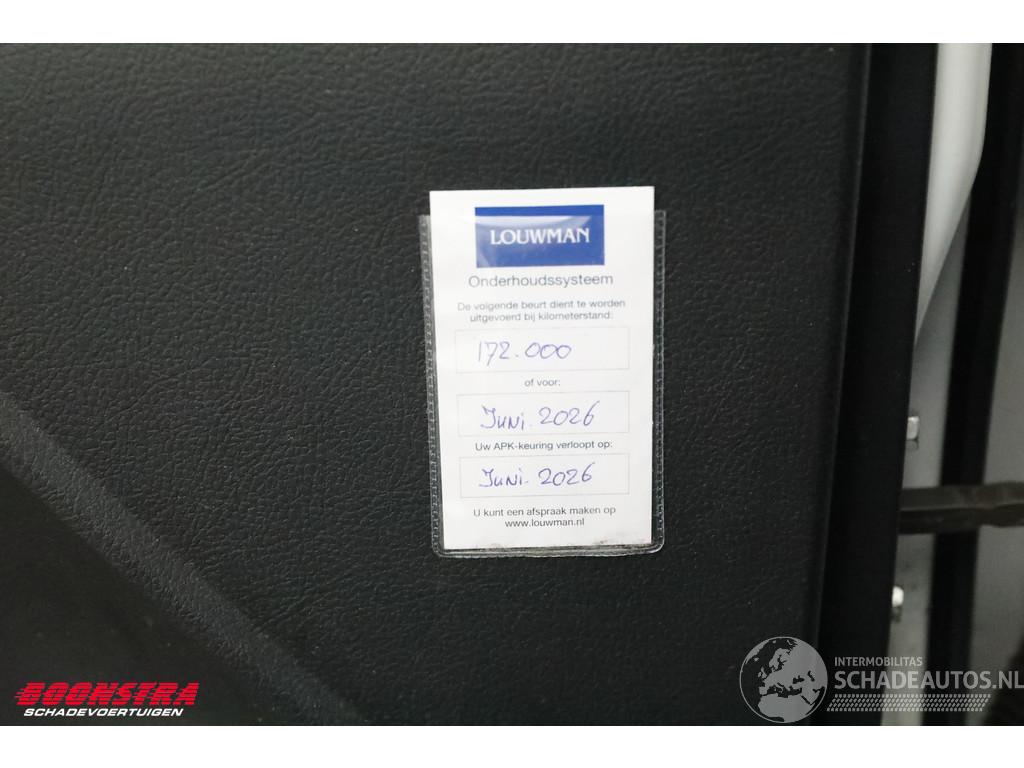 LOUWMAN
Onderhoudssysteem
De volgende beurt dient te worden
uitgevoerd bij kilometerstand:
172.000
of voor:
Juni. 2026
Uw APK-keuring verloopt op:
Juni. 2026
U kunt een afspraak maken op
www.louwman.nl
BOONSTRA
SCHADEVOERTUIGEN
INTERMOBILITAS
SCHADEAUTOS.NL